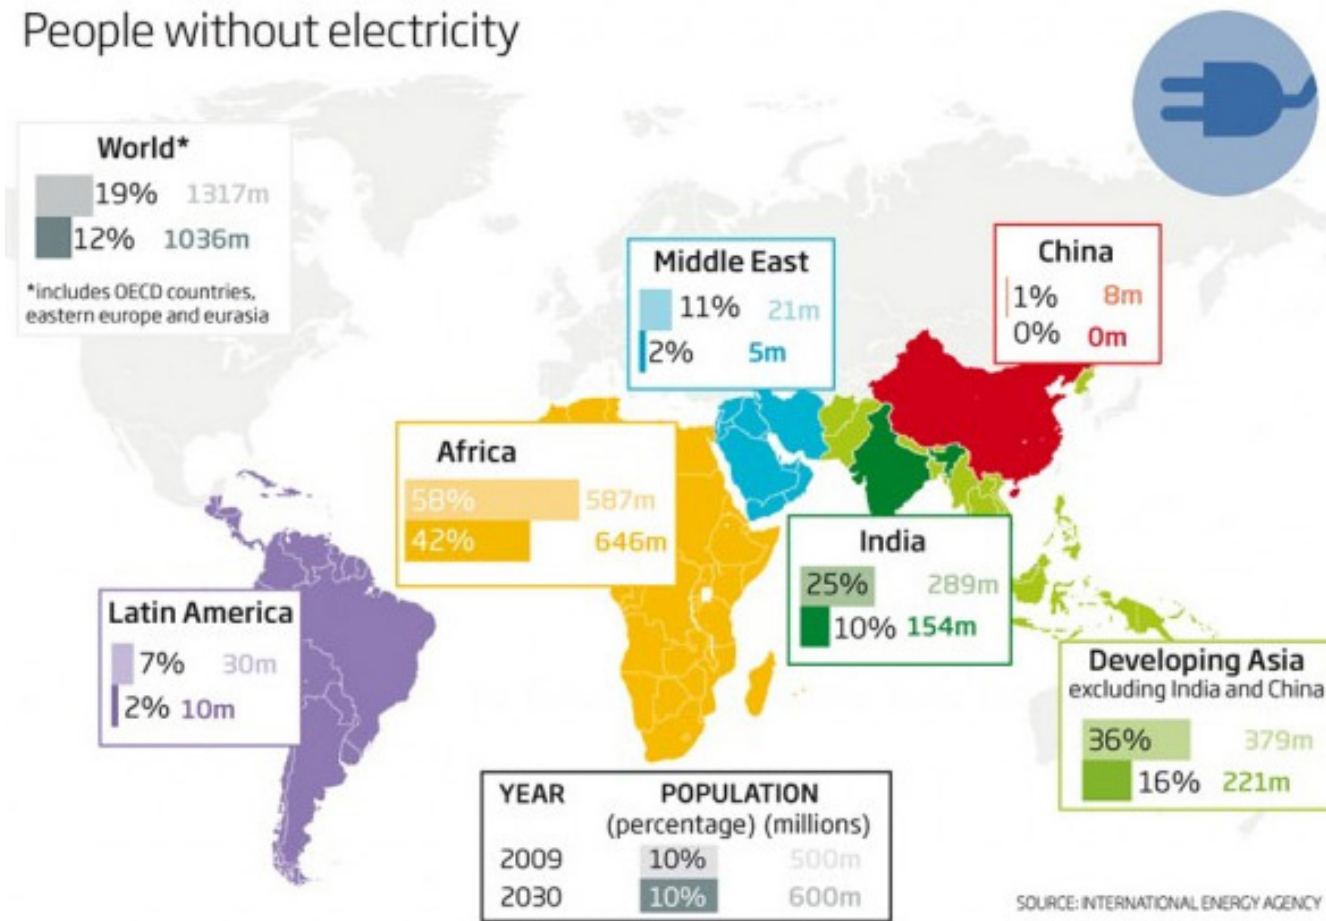 People without electricity
World*
19% 1317m
12% 1036m
*includes OECD countries,
eastern europe and eurasia
Middle East
11% 21m
2% 5m
China
1% 8m
0% 0m
Africa
58% 587m
42% 646m
India
25% 289m
10% 154m
Latin America
7% 30m
2% 10m
Developing Asia
excluding India and China
36% 379m
16% 221m
YEAR POPULATION
(percentage) (millions)
2009 10% 500m
2030 10% 600m
SOURCE: INTERNATIONAL ENERGY AGENCY